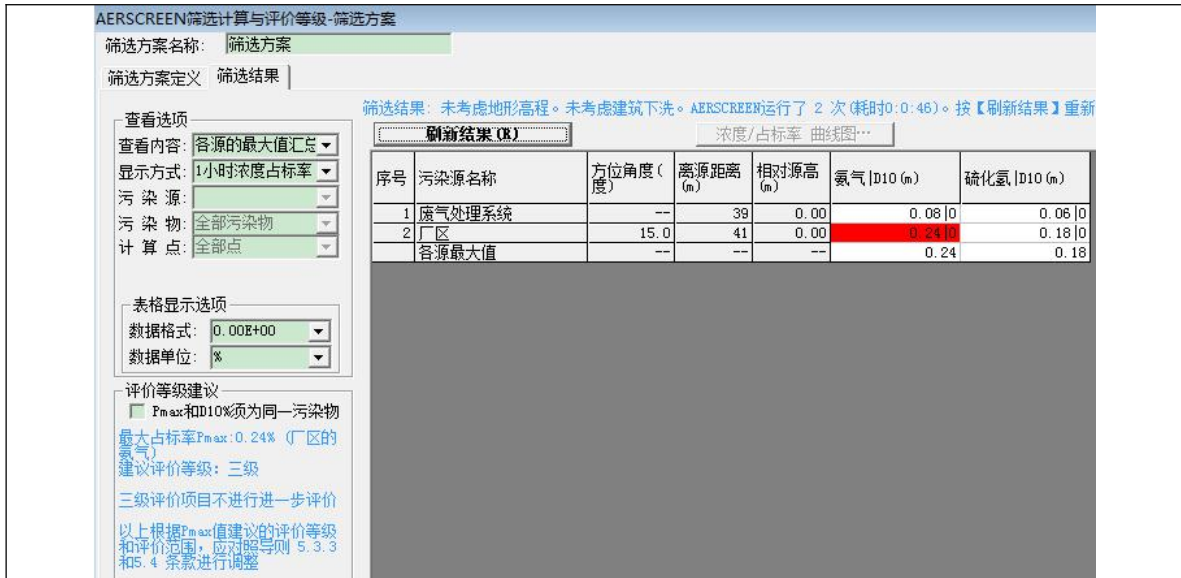 AERSCREEN筛选计算与评价等级-筛选方案
筛选方案名称: 筛选方案
筛选方案定义 筛选结果
查看选项
查看内容: 各源的最大值汇总
显示方式: 1小时浓度占标率
污 染 源:
污 染 物: 全部污染物
计 算 点: 全部点
表格显示选项
数据格式: 0.00E+00
数据单位: %
评价等级建议
Pmax和D10%须为同一污染物
最大占标率Pmax:0.24% (厂区的
氨气)
建议评价等级: 三级
三级评价项目不进行进一步评价
以上根据Pmax值建议的评价等级
和评价范围，应对照导则 5.3.3
和5.4 条款进行调整
筛选结果: 未考虑地形高程。未考虑建筑下洗。AERSCREEN运行了 2 次(耗时0:0:46)。按【刷新结果】重新
刷新结果(R) 浓度/占标率 曲线图…
序号 污染源名称 方位角度(度) 离源距离(m) 相对源高(m) 氨气|D10(m) 硫化氢|D10(m)
1 废气处理系统 -- 39 0.00 0.08|0 0.06|0
2 厂区 15.0 41 0.00 0.24|0 0.18|0
各源最大值 -- -- -- 0.24 0.18